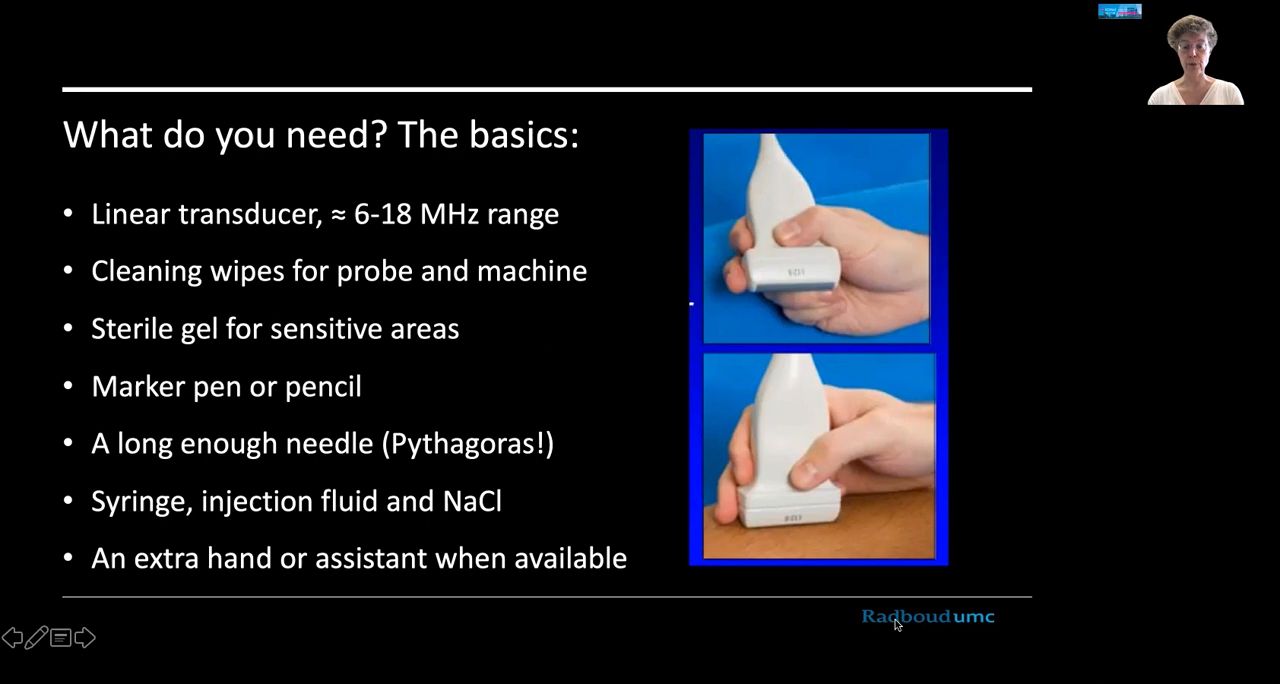 What do you need? The basics:
• Linear transducer, ≈ 6-18 MHz range
• Cleaning wipes for probe and machine
• Sterile gel for sensitive areas
• Marker pen or pencil
• A long enough needle (Pythagoras!)
• Syringe, injection fluid and NaCl
• An extra hand or assistant when available
Radboudumc